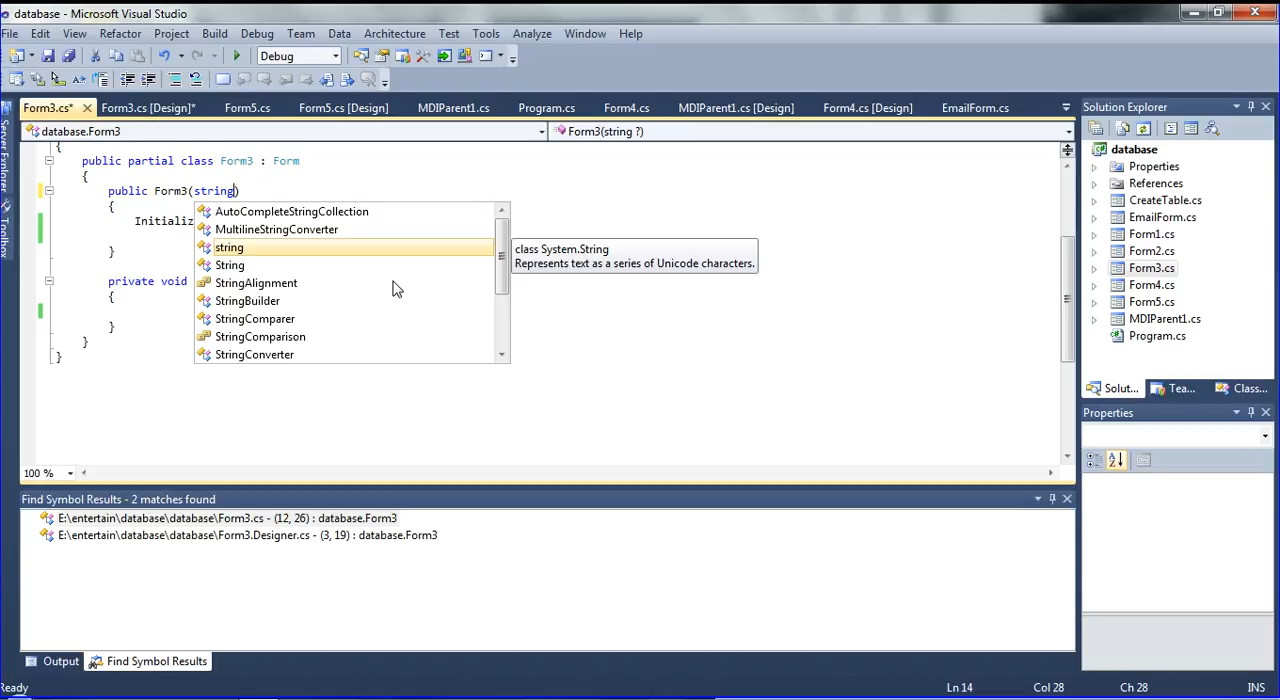 database - Microsoft Visual Studio
File Edit View Refactor Project Build Debug Team Data Architecture Test Tools Analyze Window Help
Debug
Form3.cs* Form3.cs [Design]* Form5.cs Form5.cs [Design] MDIParent1.cs Program.cs Form4.cs MDIParent1.cs [Design] Form4.cs [Design] EmailForm.cs
database.Form3 Form3(string ?)
{
public partial class Form3 : Form
{
public Form3(string)
{
Initializ
}
private void
{
}
}
}
AutoCompleteStringCollection
MultilineStringConverter
string
String
StringAlignment
StringBuilder
StringComparer
StringComparison
StringConverter
class System.String
Represents text as a series of Unicode characters.
100 %
Server Explorer
Toolbox
Solution Explorer
database
Properties
References
CreateTable.cs
EmailForm.cs
Form1.cs
Form2.cs
Form3.cs
Form4.cs
Form5.cs
MDIParent1.cs
Program.cs
Solut... Tea... Class...
Properties
Find Symbol Results - 2 matches found
E:\entertain\database\database\Form3.cs - (12, 26) : database.Form3
E:\entertain\database\database\Form3.Designer.cs - (3, 19) : database.Form3
Output Find Symbol Results
Ready Ln 14 Col 28 Ch 28 INS